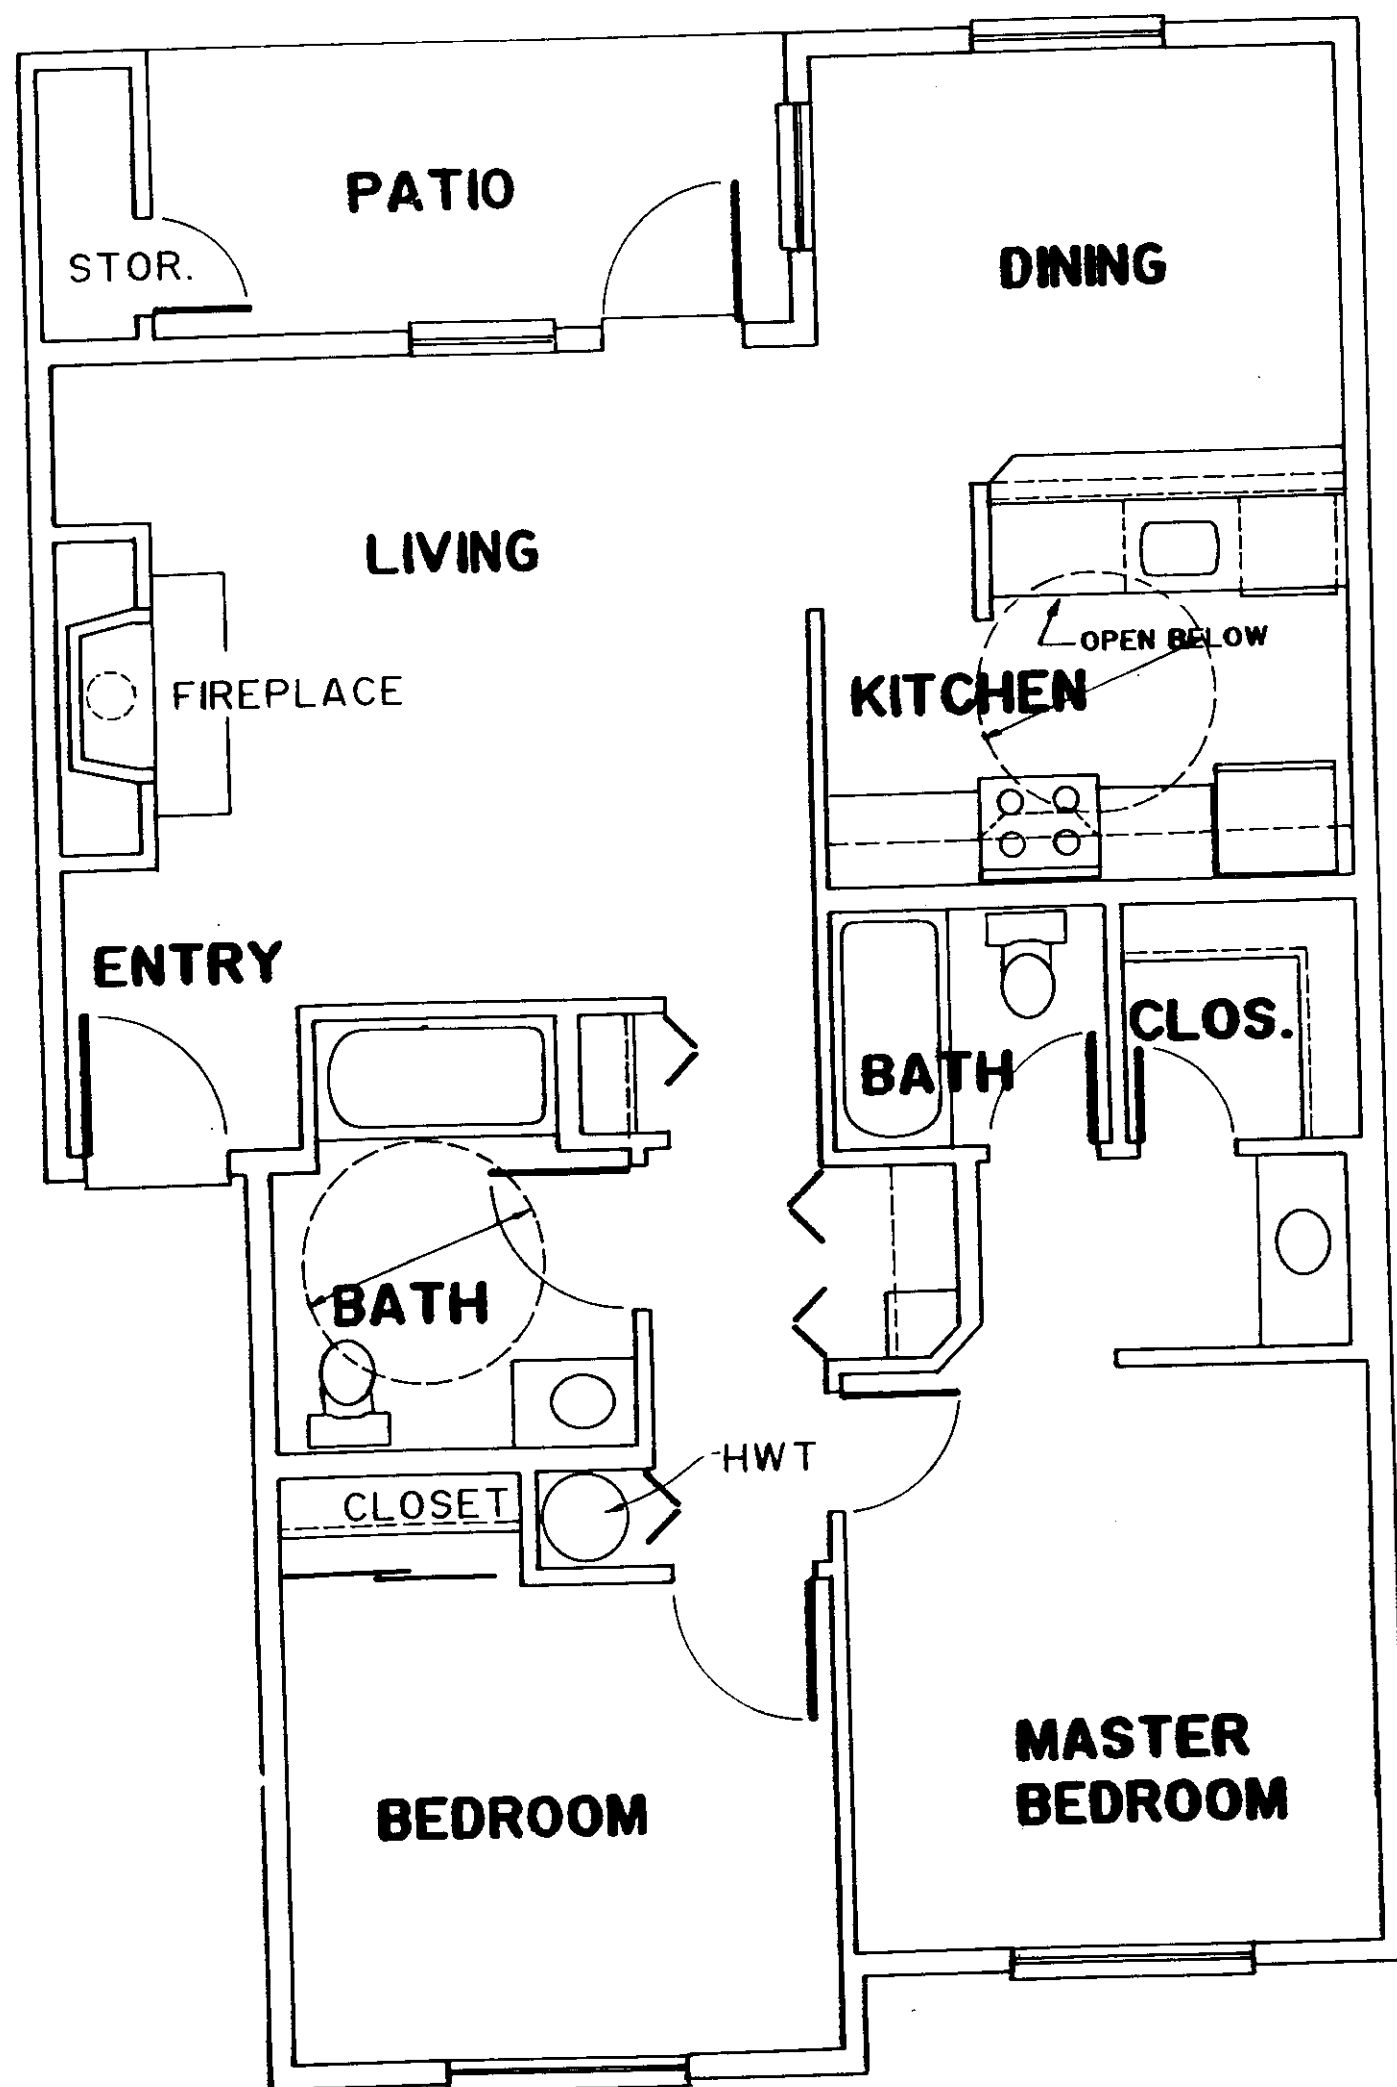 PATIO
STOR.
DINING
LIVING
OPEN BELOW
FIREPLACE
KITCHEN
ENTRY
CLOS.
BATH
BATH
HWT
CLOSET
MASTER
BEDROOM
BEDROOM